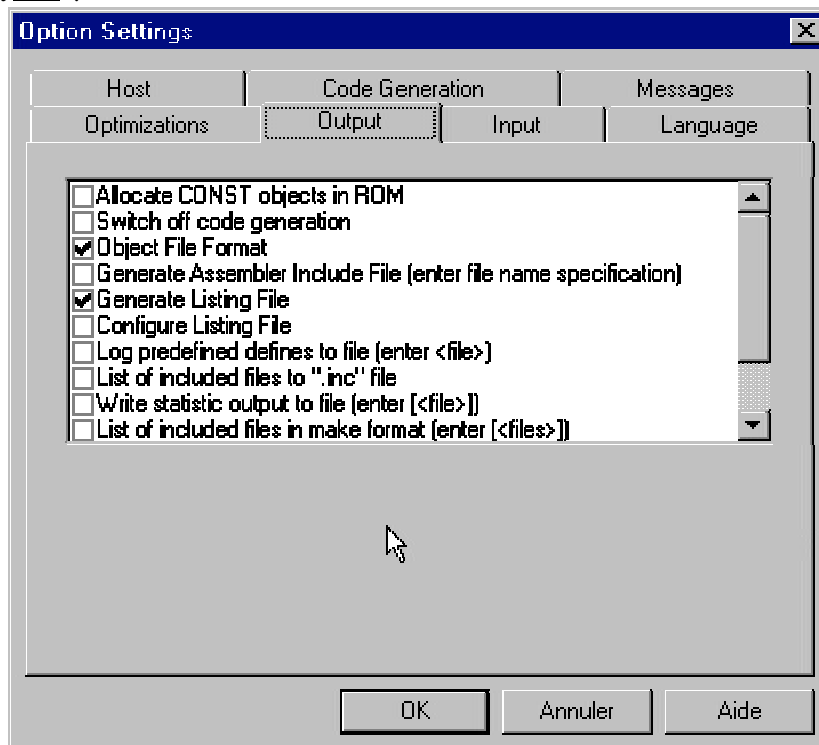 Option Settings
Host Code Generation Messages
Optimizations Output Input Language
Allocate CONST objects in ROM
Switch off code generation
Object File Format
Generate Assembler Include File (enter file name specification)
Generate Listing File
Configure Listing File
Log predefined defines to file (enter <file>)
List of included files to ".inc" file
Write statistic output to file (enter [<file>])
List of included files in make format (enter [<files>])
OK Annuler Aide